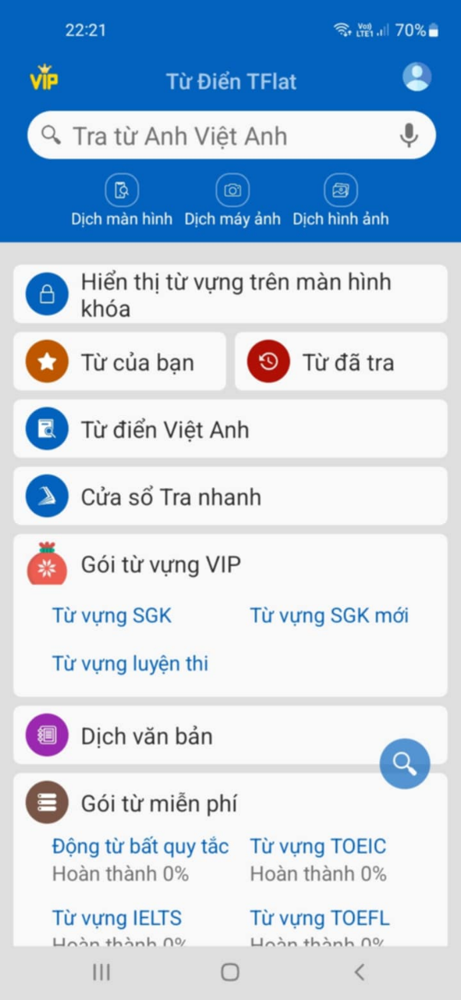 22:21
Vo)) LTE1 70%
VIP
Từ Điển TFlat
Tra từ Anh Việt Anh
Dịch màn hình Dịch máy ảnh Dịch hình ảnh
Hiển thị từ vựng trên màn hình
khóa
Từ của bạn Từ đã tra
Từ điển Việt Anh
Cửa sổ Tra nhanh
Gói từ vựng VIP
Từ vựng SGK Từ vựng SGK mới
Từ vựng luyện thi
Dịch văn bản
Gói từ miễn phí
Động từ bất quy tắc Từ vựng TOEIC
Hoàn thành 0% Hoàn thành 0%
Từ vựng IELTS Từ vựng TOEFL
Hoàn thành 0% Hoàn thành 0%